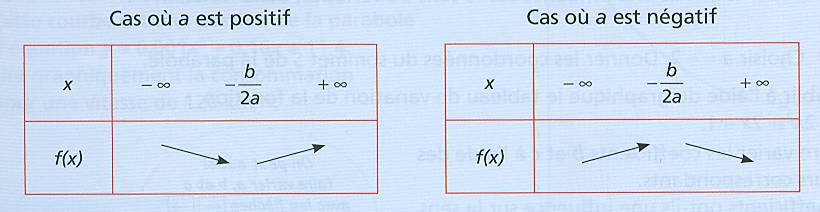 Cas où a est positif
x −∞ −b/2a +∞
f(x)
Cas où a est négatif
x −∞ −b/2a +∞
f(x)